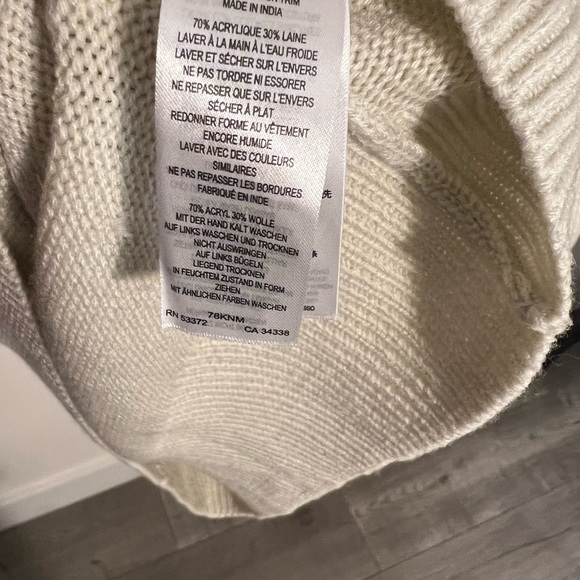 TRIM
MADE IN INDIA
70% ACRYLIQUE 30% LAINE
LAVER À LA MAIN À L'EAU FROIDE
LAVER ET SÉCHER SUR L'ENVERS
NE PAS TORDRE NI ESSORER
NE REPASSER QUE SUR L'ENVERS
SÉCHER À PLAT
REDONNER FORME AU VÊTEMENT
ENCORE HUMIDE
LAVER AVEC DES COULEURS
SIMILAIRES
NE PAS REPASSER LES BORDURES
FABRIQUÉ EN INDE
70% ACRYL 30% WOLLE
MIT DER HAND KALT WASCHEN
AUF LINKS WASCHEN UND TROCKNEN
NICHT AUSWRINGEN
AUF LINKS BÜGELN
LIEGEND TROCKNEN
IN FEUCHTEM ZUSTAND IN FORM
ZIEHEN
MIT ÄHNLICHEN FARBEN WASCHEN
78KNM
RN 53372 CA 34338